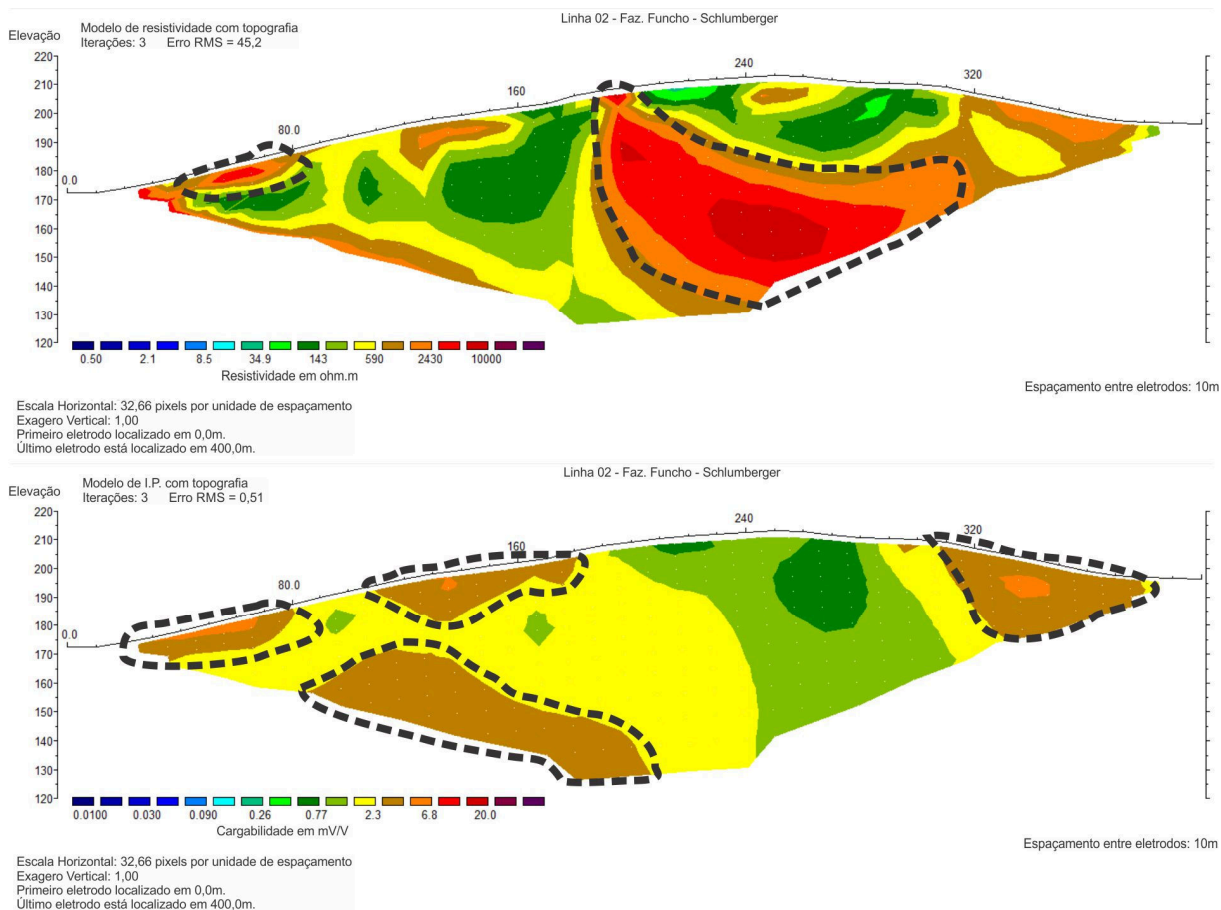 Linha 02 - Faz. Funcho - Schlumberger
Modelo de resistividade com topografia
Elevação
Iterações: 3 Erro RMS = 45,2
220
210
200
190
180
170
160
150
140
130
120
0.0
80.0
160
240
320
0.50 2.1 8.5 34.9 143 590 2430 10000
Resistividade em ohm.m
Espaçamento entre eletrodos: 10m
Escala Horizontal: 32,66 pixels por unidade de espaçamento
Exagero Vertical: 1,00
Primeiro eletrodo localizado em 0,0m.
Último eletrodo está localizado em 400,0m.
Linha 02 - Faz. Funcho - Schlumberger
Modelo de I.P. com topografia
Elevação
Iterações: 3 Erro RMS = 0,51
220
210
200
190
180
170
160
150
140
130
120
0.0
80.0
160
240
320
0.0100 0.030 0.090 0.26 0.77 2.3 6.8 20.0
Cargabilidade em mV/V
Espaçamento entre eletrodos: 10m
Escala Horizontal: 32,66 pixels por unidade de espaçamento
Exagero Vertical: 1,00
Primeiro eletrodo localizado em 0,0m.
Último eletrodo está localizado em 400,0m.